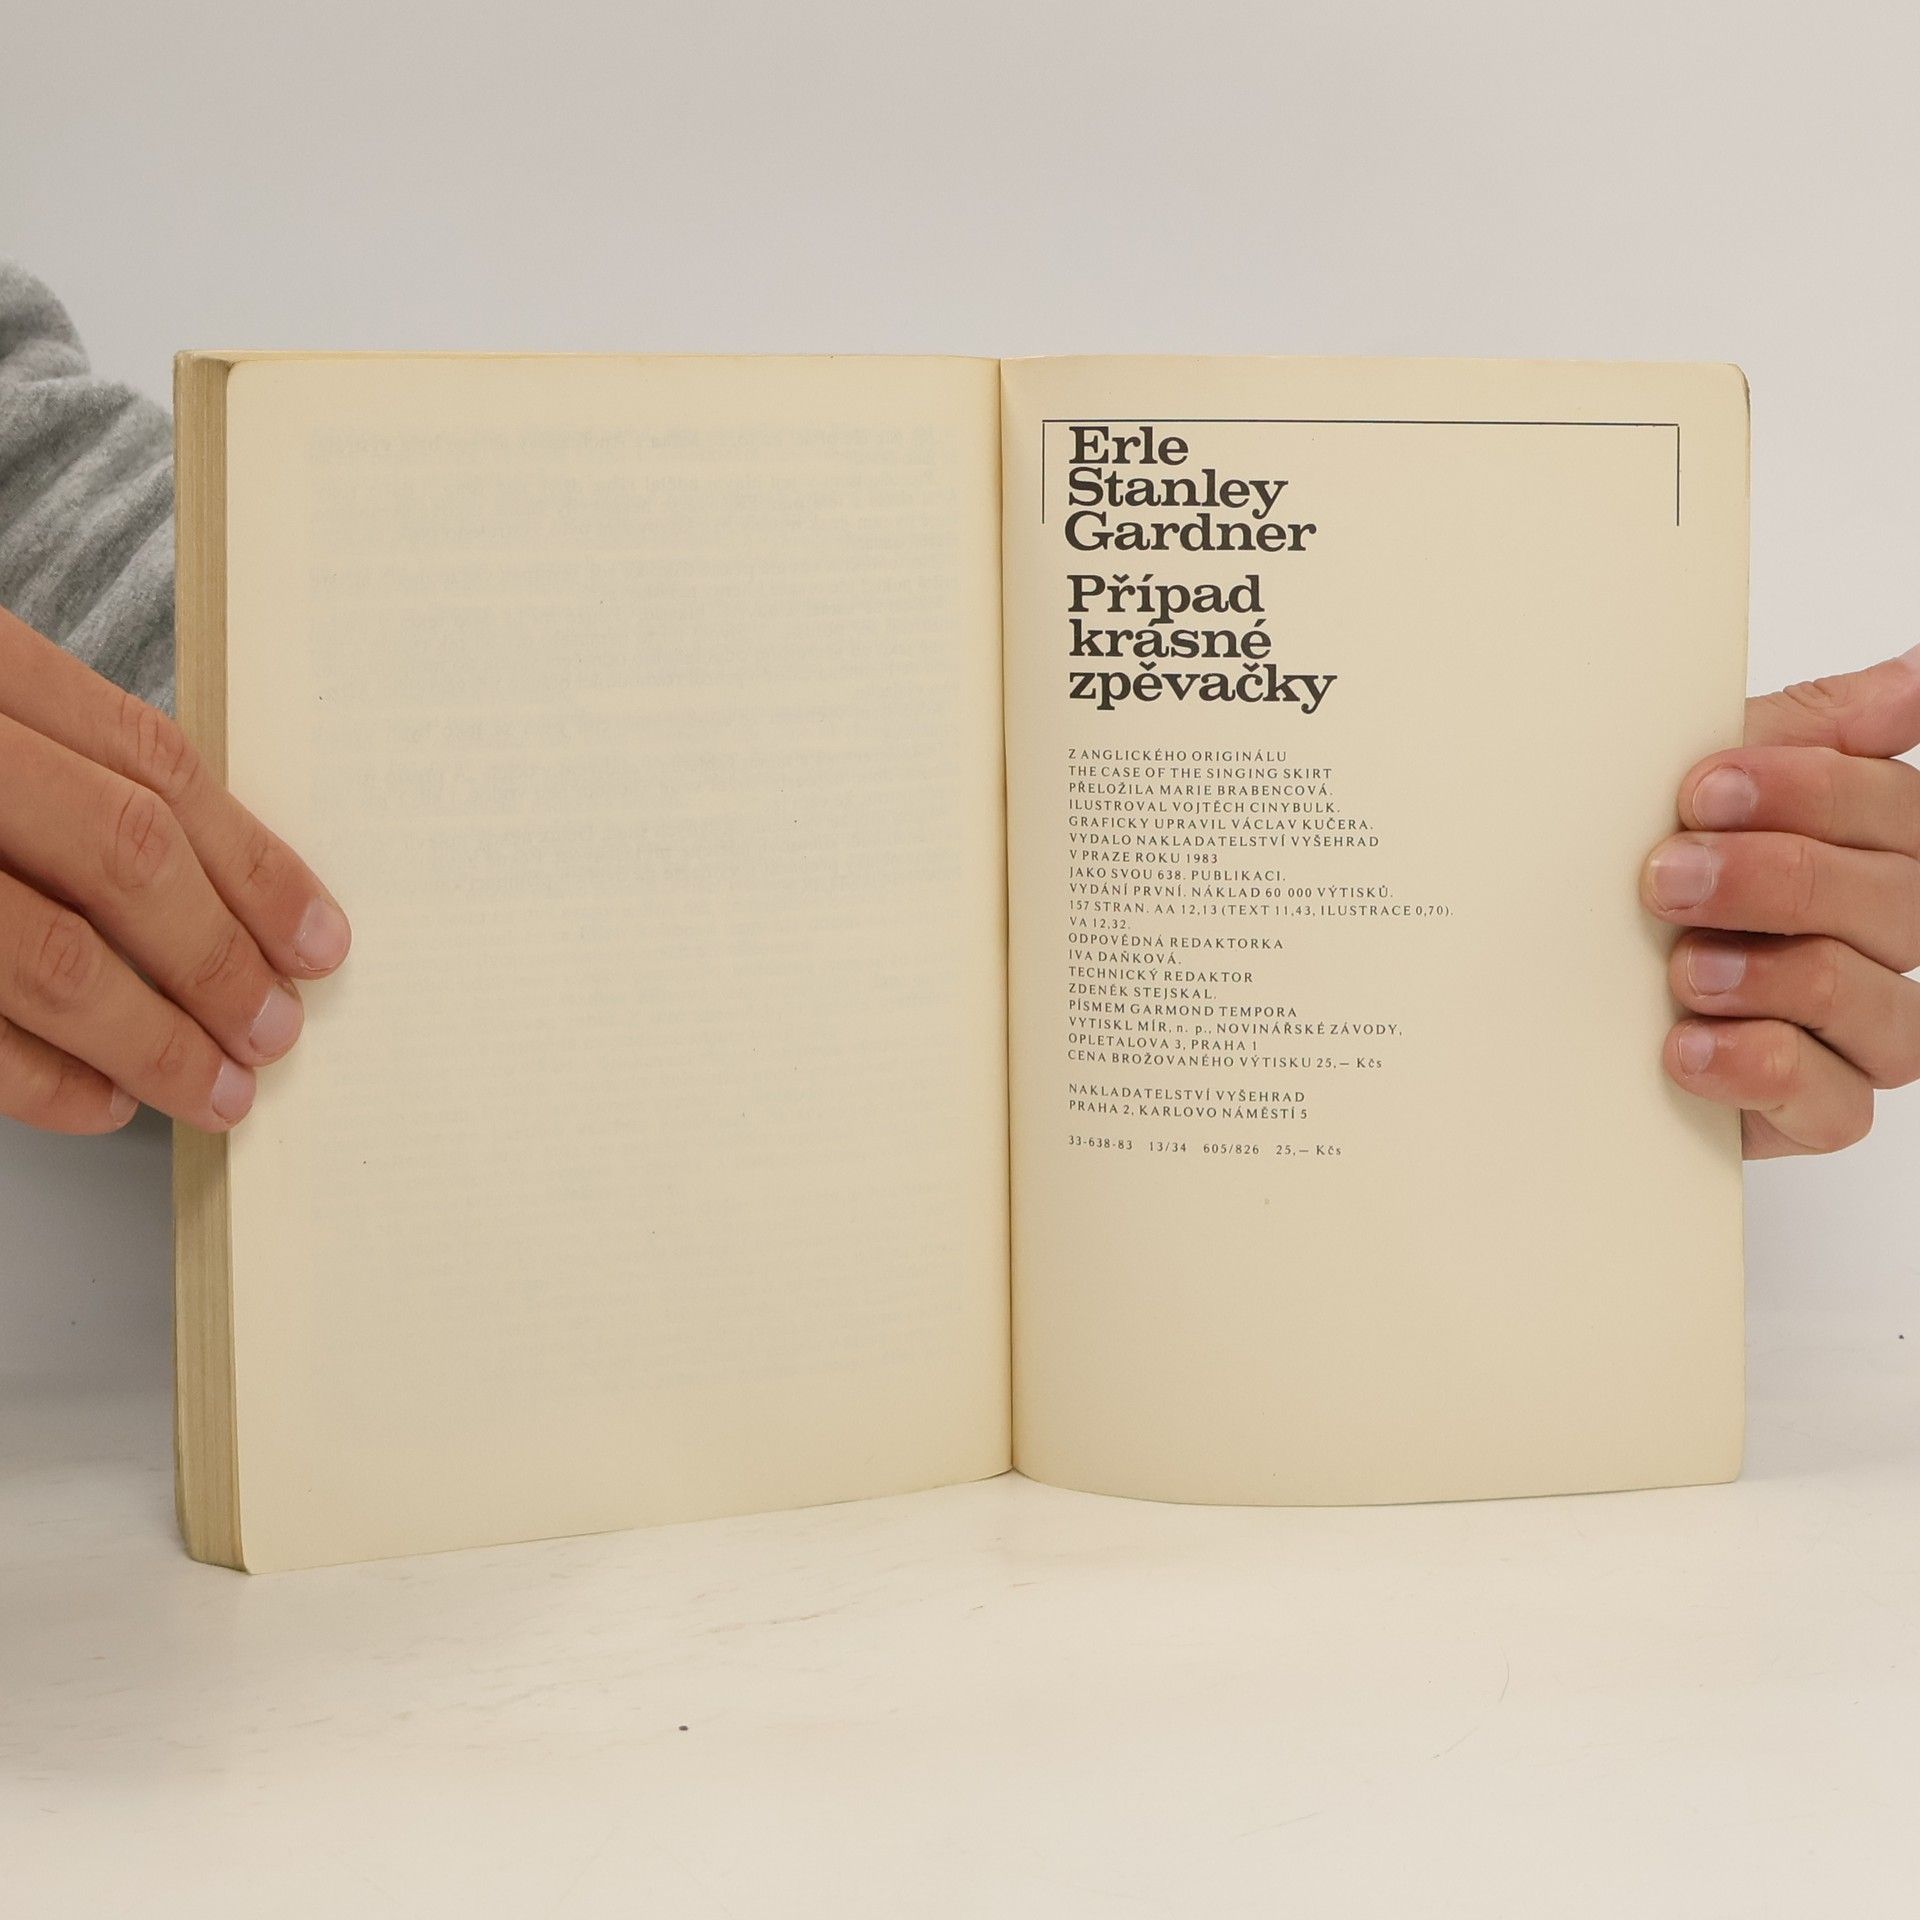 Erle
Stanley
Gardner
Případ
krásné
zpěvačky
Z ANGLICKÉHO ORIGINÁLU
THE CASE OF THE SINGING SKIRT
PŘELOŽILA MARIE BRABENCOVÁ.
ILUSTROVAL VOJTĚCH CINYBULK.
GRAFICKY UPRAVIL VÁCLAV KUČERA.
VYDALO NAKLADATELSTVÍ VYŠEHRAD
V PRAZE ROKU 1983
JAKO SVOU 638. PUBLIKACI.
VYDÁNÍ PRVNÍ. NÁKLAD 60 000 VÝTISKŮ.
157 STRAN. AA 12,13 (TEXT 11,43, ILUSTRACE 0,70).
VA 12,32.
ODPOVĚDNÁ REDAKTORKA
IVA DAŇKOVÁ.
TECHNICKÝ REDAKTOR
ZDENĚK STEJSKAL.
PÍSMEM GARMOND TEMPORA
VYTISKL MÍR, n. p., NOVINÁŘSKÉ ZÁVODY,
OPLETALOVA 3, PRAHA 1
CENA BROŽOVANÉHO VÝTISKU 25,— Kčs
NAKLADATELSTVÍ VYŠEHRAD
PRAHA 2, KARLOVO NÁMĚSTÍ 5
33-638-83 13/34 605/826 25,— Kčs